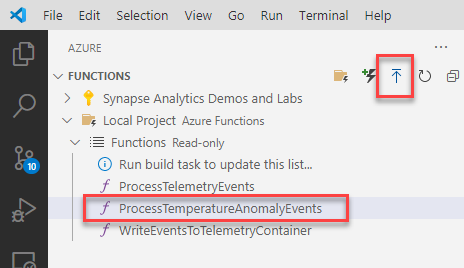 File Edit Selection View Go Run Terminal Help
AZURE
FUNCTIONS
Synapse Analytics Demos and Labs
Local Project Azure Functions
Functions Read-only
Run build task to update this list...
ProcessTelemetryEvents
10
ProcessTemperatureAnomalyEvents
WriteEventsToTelemetryContainer